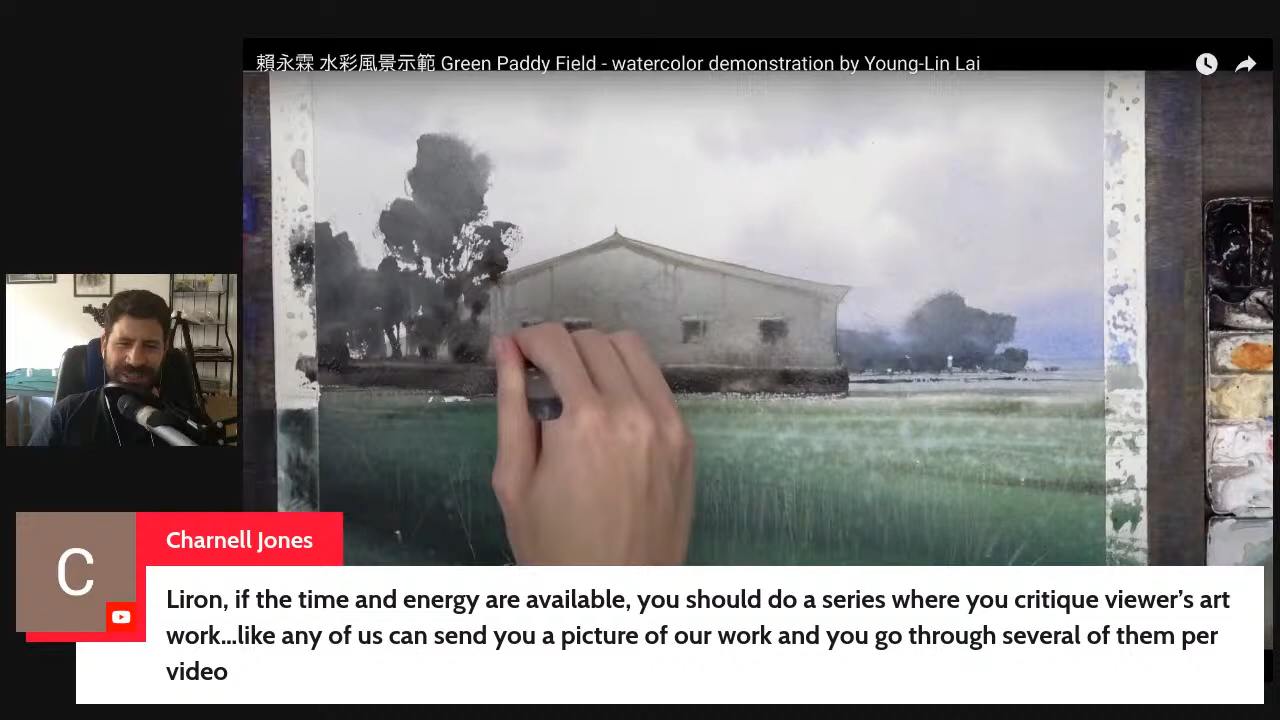 賴永霖 水彩風景示範 Green Paddy Field - watercolor demonstration by Young-Lin Lai
C
Charnell Jones
Liron, if the time and energy are available, you should do a series where you critique viewer’s art
work...like any of us can send you a picture of our work and you go through several of them per
video